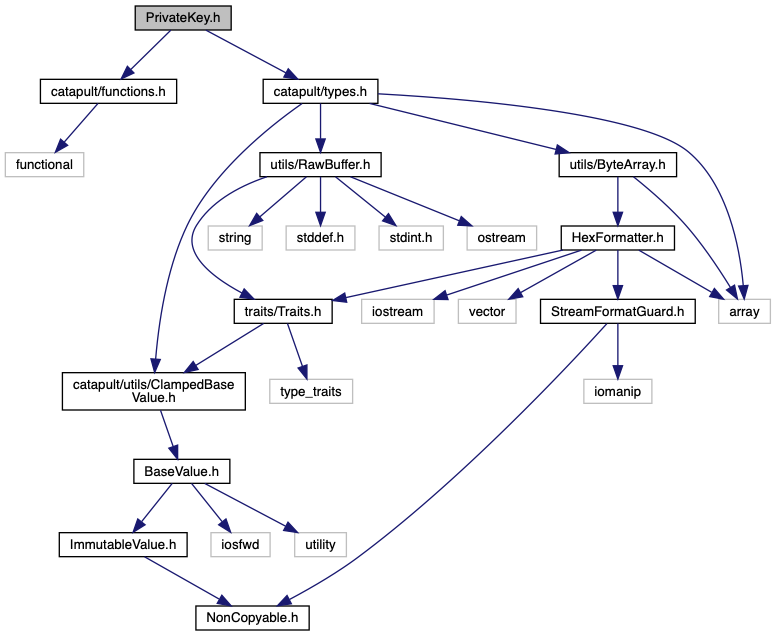 PrivateKey.h
catapult/functions.h
catapult/types.h
functional
utils/RawBuffer.h
utils/ByteArray.h
string
stddef.h
stdint.h
ostream
HexFormatter.h
traits/Traits.h
iostream
vector
StreamFormatGuard.h
array
catapult/utils/ClampedBase
Value.h
type_traits
iomanip
BaseValue.h
ImmutableValue.h
iosfwd
utility
NonCopyable.h